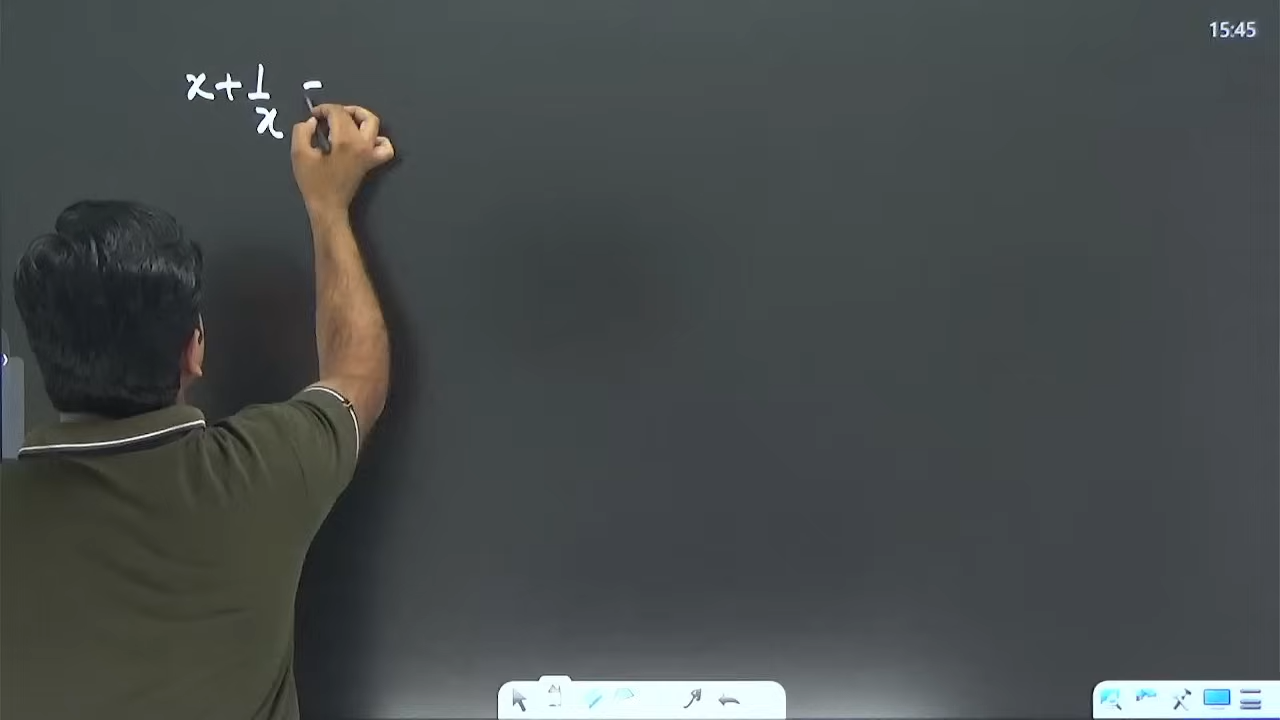 15:45
x + 1/x =